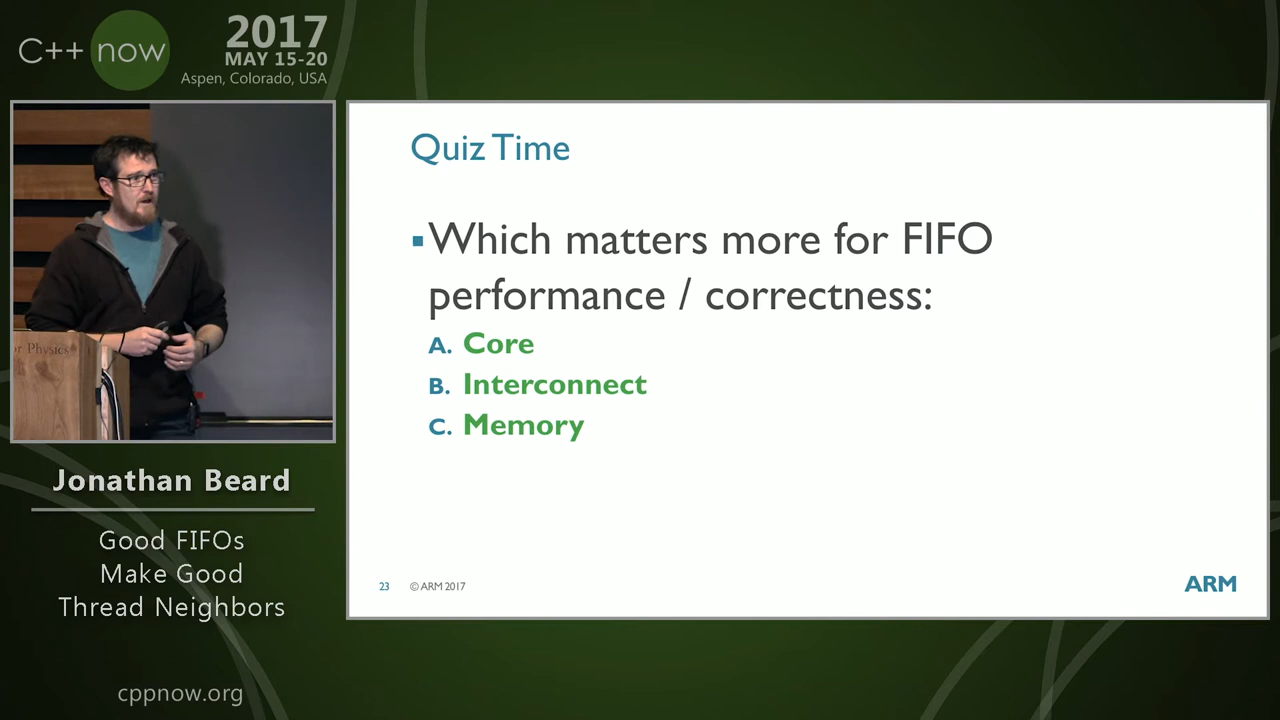 C++ now
2017
MAY 15-20
Aspen, Colorado, USA
or Physics
Jonathan Beard
Good FIFOs
Make Good
Thread Neighbors
cppnow.org
Quiz Time
▪Which matters more for FIFO
performance / correctness:
A. Core
B. Interconnect
C. Memory
23 © ARM 2017
ARM